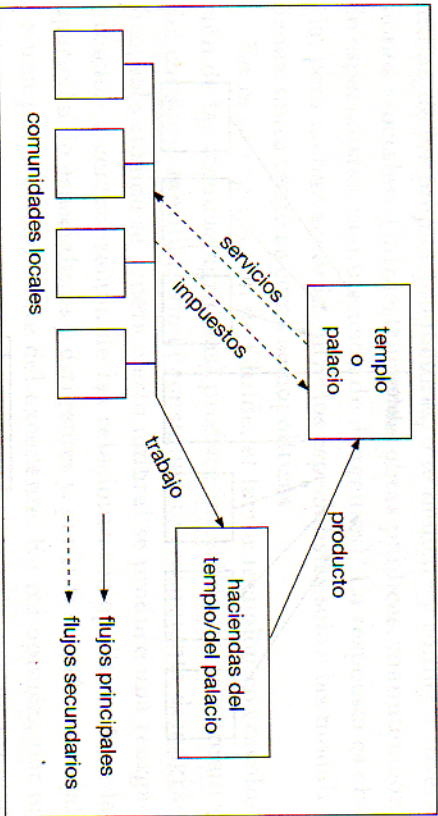 templo
o
palacio
servicios
impuestos
producto
trabajo
haciendas del
templo/del palacio
comunidades locales
flujos principales
flujos secundarios